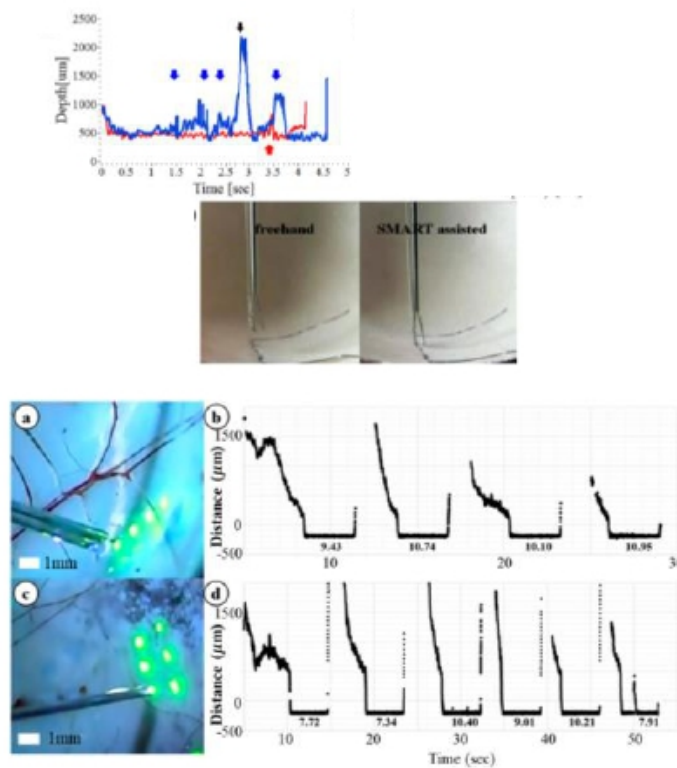 2500
2000
1500
1000
500
0
Depth[um]
0 0.5 1 1.5 2 2.5 3 3.5 4 4.5 5
Time [sec]
)
freehand
SMART assisted
a
1mm
b
Distance (μm)
1500
0
-500
9.43 10.74 10.10 10.95
10 20 3
c
1mm
d
Distance (μm)
1500
0
-500
7.72 7.34 10.40 9.01 10.21 7.91
10 20 30 40 50
Time (sec)